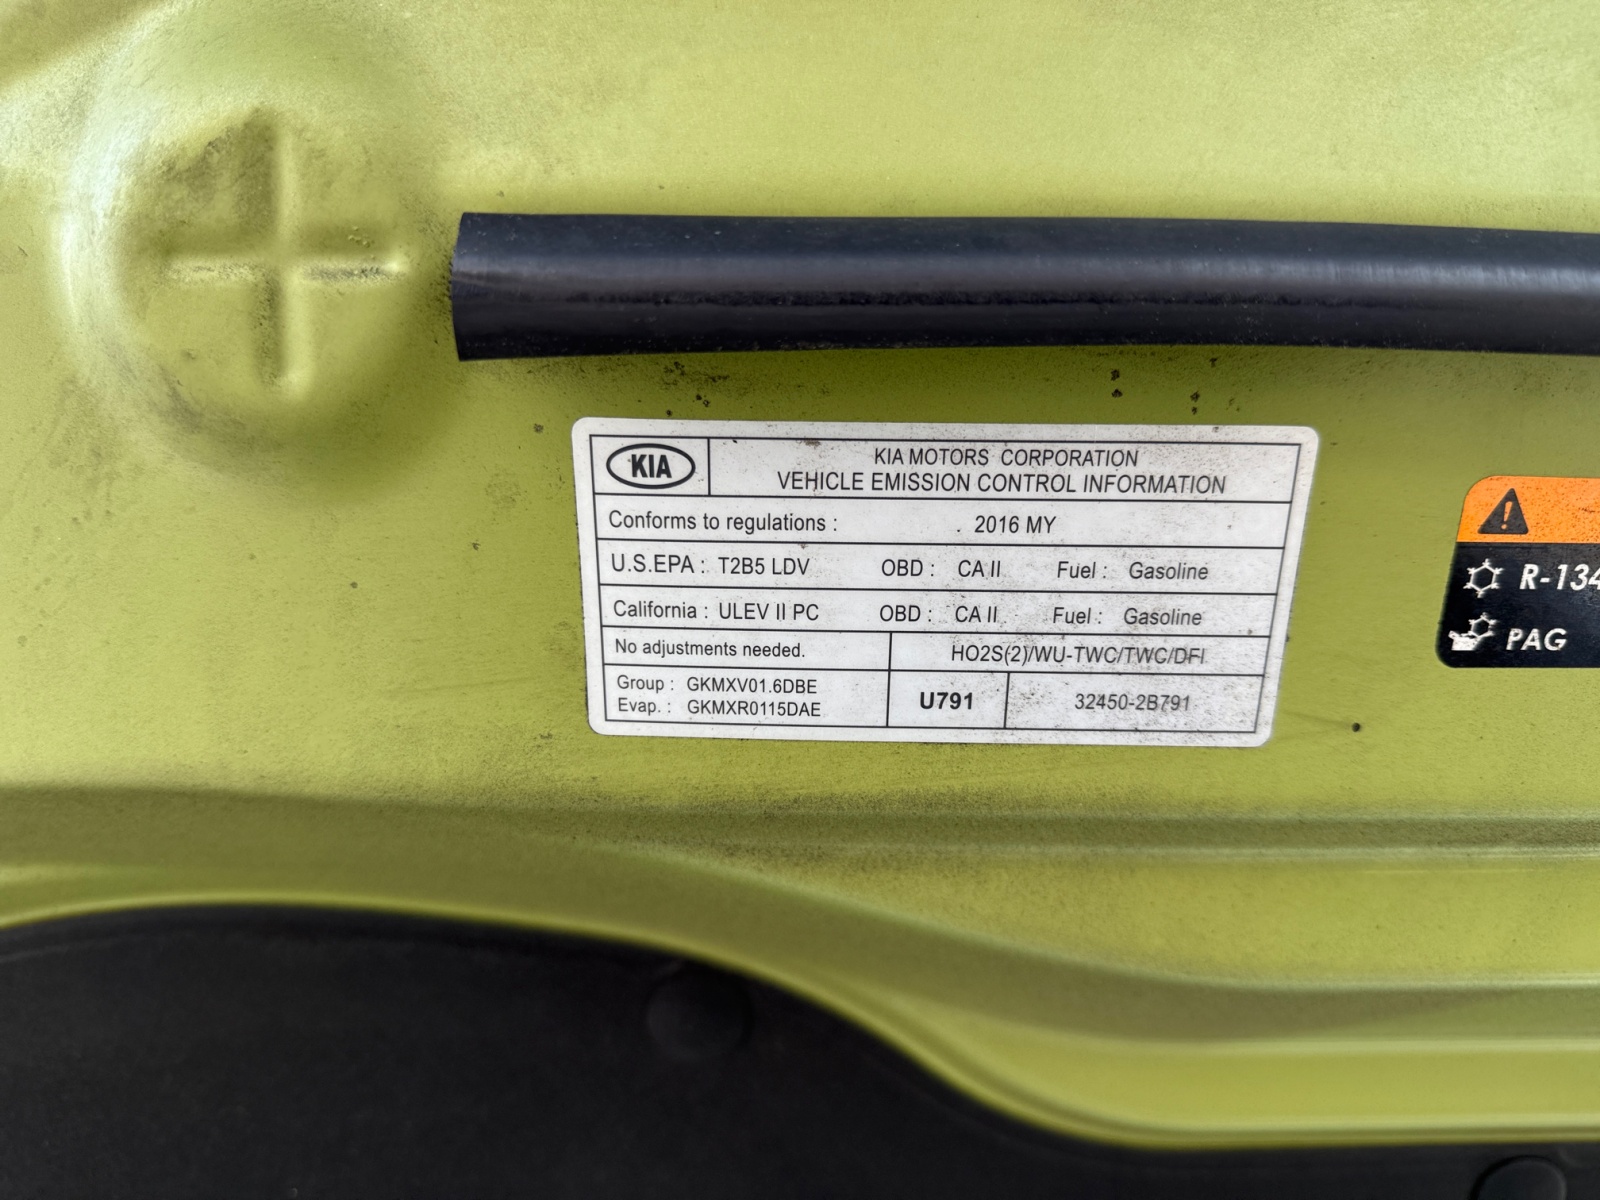 KIA
KIA MOTORS CORPORATION
VEHICLE EMISSION CONTROL INFORMATION
Conforms to regulations : . 2016 MY
U.S.EPA : T2B5 LDV OBD : CA II Fuel : Gasoline
California : ULEV II PC OBD : CA II Fuel : Gasoline
No adjustments needed. HO2S(2)/WU-TWC/TWC/DFI
Group : GKMXV01.6DBE
Evap. : GKMXR0115DAE
U791 32450-2B791
R-134
PAG